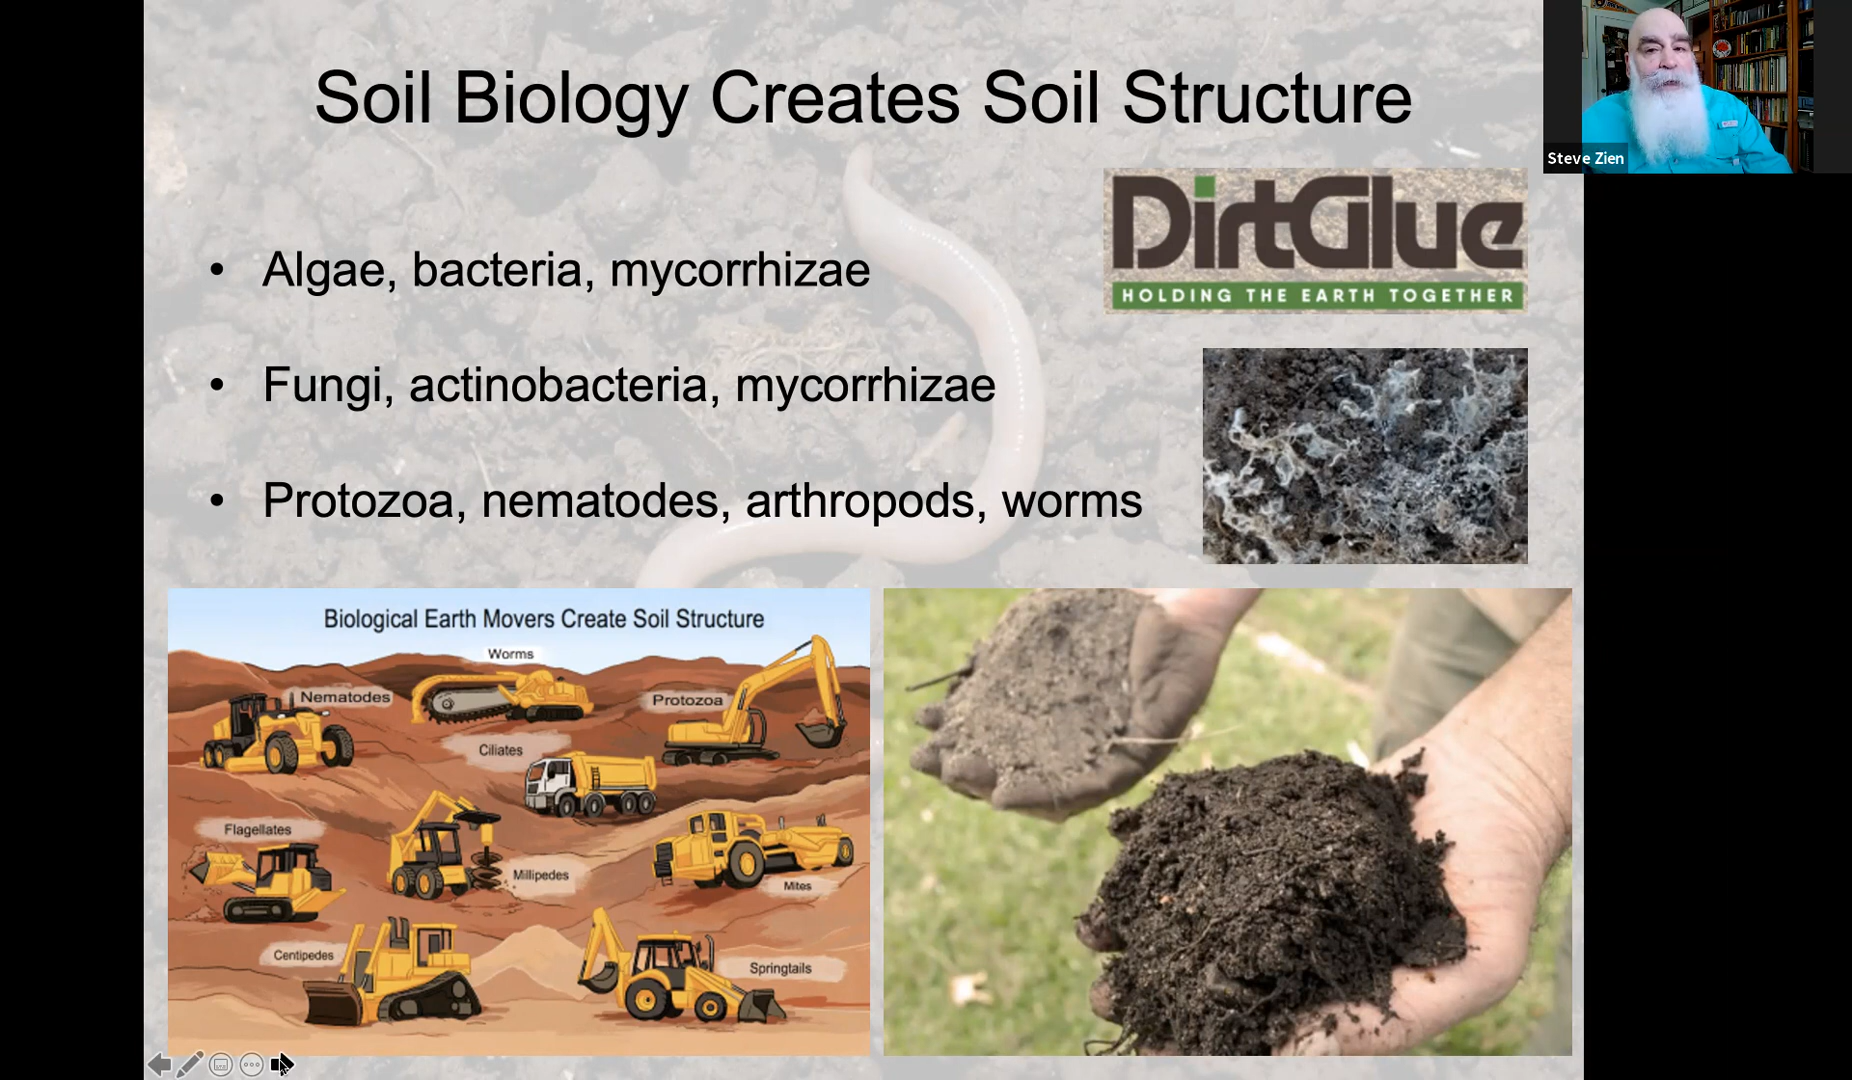 Soil Biology Creates Soil Structure
Steve Zien
DirtGlue
HOLDING THE EARTH TOGETHER
• Algae, bacteria, mycorrhizae
• Fungi, actinobacteria, mycorrhizae
• Protozoa, nematodes, arthropods, worms
Biological Earth Movers Create Soil Structure
Worms
Nematodes
Protozoa
Ciliates
Flagellates
Millipedes
Mites
Centipedes
Springtails